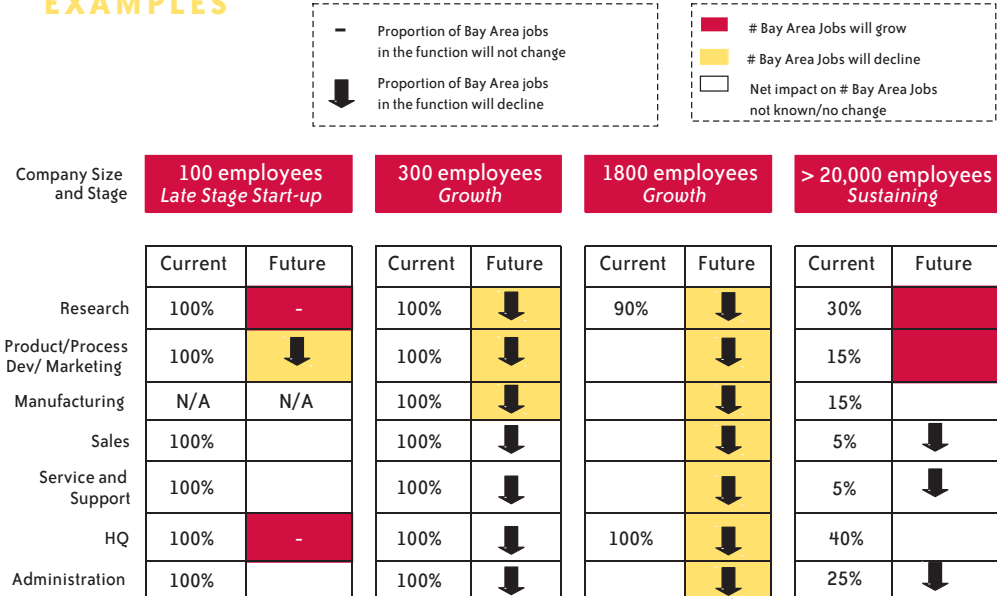 EXAMPLES
- Proportion of Bay Area jobs
in the function will not change
Proportion of Bay Area jobs
in the function will decline
# Bay Area Jobs will grow
# Bay Area Jobs will decline
Net impact on # Bay Area Jobs
not known/no change
Company Size
and Stage
100 employees
Late Stage Start-up
300 employees
Growth
1800 employees
Growth
> 20,000 employees
Sustaining
Current Future Current Future Current Future Current Future
Research 100% - 100% 90% 30%
Product/Process
Dev/ Marketing 100% 100% 15%
Manufacturing N/A N/A 100% 15%
Sales 100% 100% 5%
Service and
Support 100% 100% 5%
HQ 100% - 100% 100% 40%
Administration 100% 100% 25%